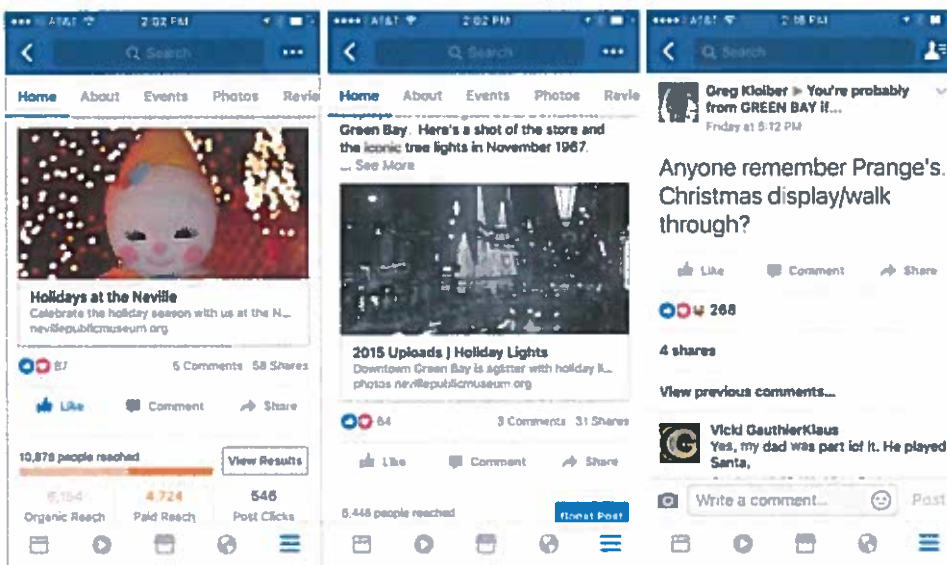 AT&T 2:02 PM
Search
Home About Events Photos Revie
Holidays at the Neville
Celebrate the holiday season with us at the N...
nevillepublicmuseum.org
87 5 Comments 58 Shares
Like Comment Share
10,878 people reached
View Results
6,154 4,724 546
Organic Reach Paid Reach Post Clicks
AT&T 2:02 PM
Search
Home About Events Photos Revie
Green Bay. Here's a shot of the store and
the iconic tree lights in November 1967.
... See More
2015 Uploads | Holiday Lights
Downtown Green Bay is aglitter with holiday li...
photos.nevillepublicmuseum.org
64 3 Comments 31 Shares
Like Comment Share
people reached
Boost Post
AT&T PM
Search
Greg Kloiber ▶ You're probably
from GREEN BAY if...
Friday at 5:12 PM
Anyone remember Prange's.
Christmas display/walk
through?
Like Comment Share
268
4 shares
View previous comments...
Vicki GauthierKlaus
Yes, my dad was part iof it. He played
Santa,
Write a comment... Post